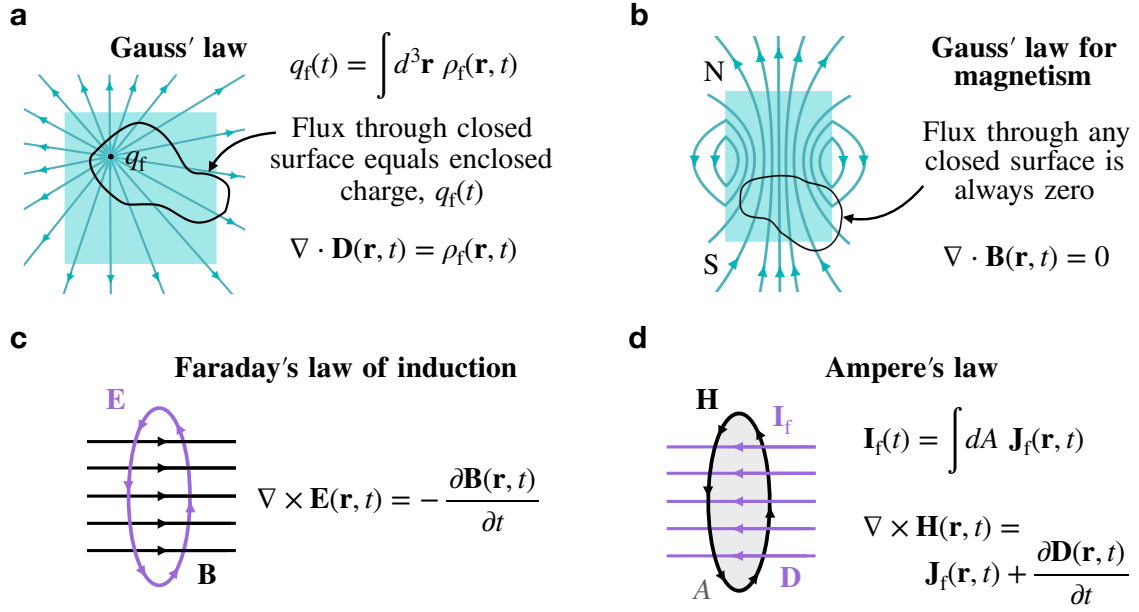 a
Gauss′ law
q_f(t) = ∫ d³r ρ_f(r, t)
q_f
Flux through closed
surface equals enclosed
charge, q_f(t)
∇ · D(r, t) = ρ_f(r, t)
b
N
S
Gauss′ law for
magnetism
Flux through any
closed surface is
always zero
∇ · B(r, t) = 0
c
Faraday's law of induction
E
B
∇ × E(r, t) = − ∂B(r, t)/∂t
d
Ampere's law
H
I_f
D
A
I_f(t) = ∫ dA J_f(r, t)
∇ × H(r, t) =
J_f(r, t) + ∂D(r, t)/∂t